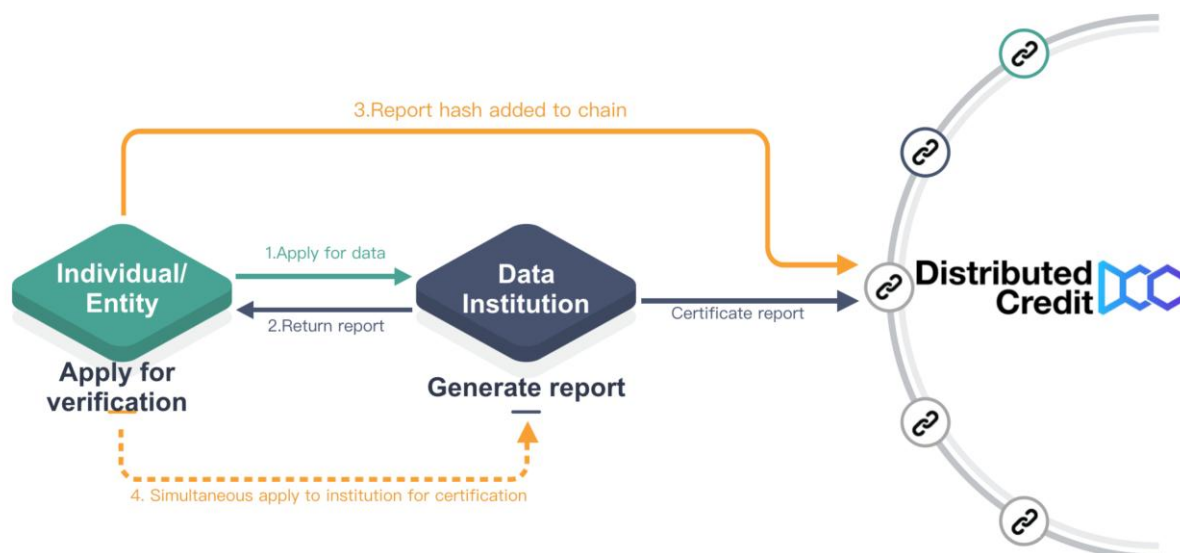 3.Report hash added to chain
1.Apply for data
Individual/
Entity
Data
Institution
2.Return report
Certificate report
Distributed
Credit
DCC
Apply for
verification
Generate report
4. Simultaneous apply to institution for certification